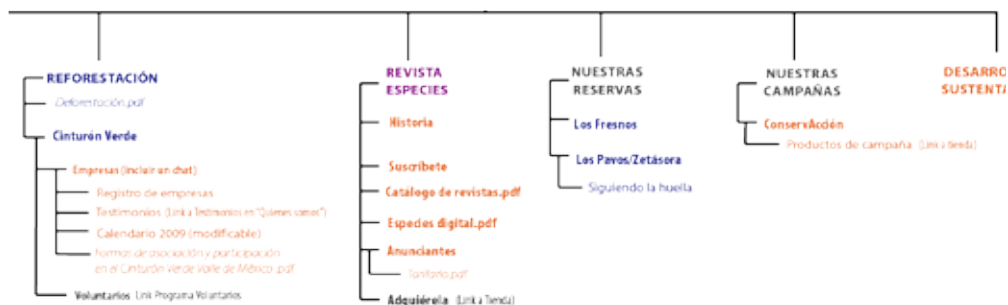 REFORESTACIÓN
Deforestación.pdf
Cinturón Verde
Empresas (Incluir un chat)
Registro de empresas
Testimonios (Link a Testimonios en "Quiénes somos")
Calendario 2009 (modificable)
Formas de asociación y participación
en el Cinturón Verde Valle de México .pdf
Voluntarios Link Programa Voluntarios
REVISTA
ESPECIES
Historia
Suscríbete
Catálogo de revistas.pdf
Especies digital.pdf
Anunciantes
Tarifario.pdf
Adquiérela (Link a Tienda)
NUESTRAS
RESERVAS
Los Fresnos
Los Pavos/Zetásora
Siguiendo la huella
NUESTRAS
CAMPAÑAS
ConservAcción
Productos de campaña (Link a tienda)
DESARRO
SUSTENTA